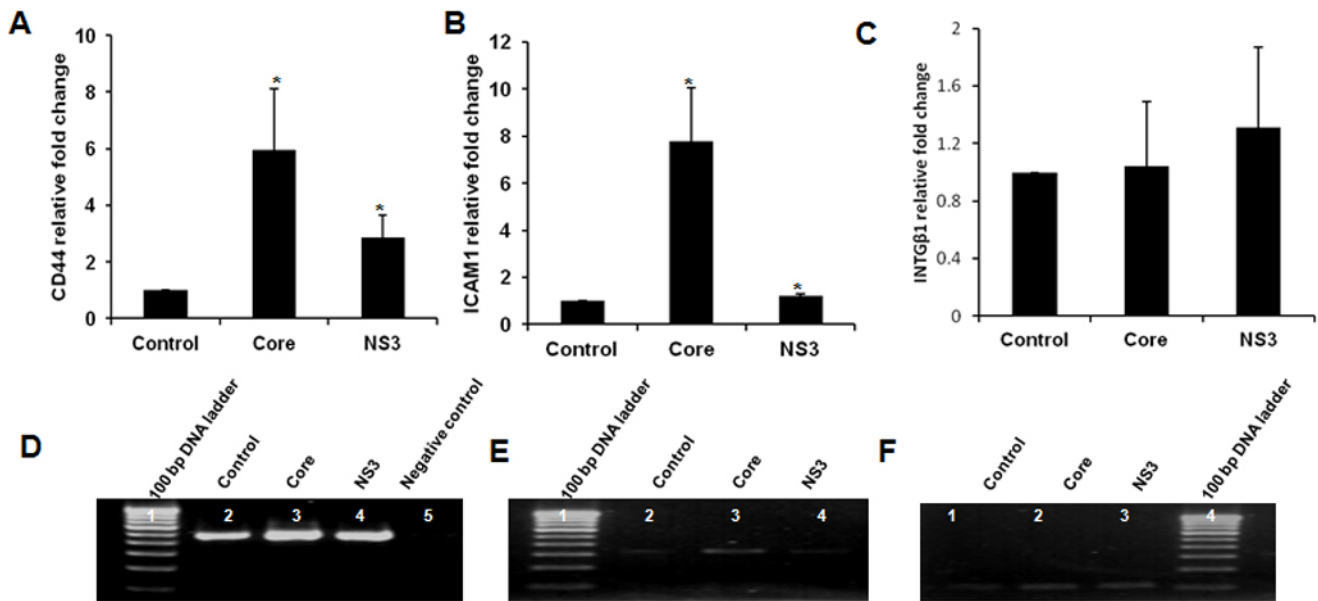 A
CD44 relative fold change
10
8
6
4
2
0
*
*
Control
Core
NS3
B
ICAM1 relative fold change
12
10
8
6
4
2
0
*
*
Control
Core
NS3
C
INTGβ1 relative fold change
2
1.6
1.2
0.8
0.4
0
Control
Core
NS3
D
100 bp DNA ladder
Control
Core
NS3
Negative control
1
2
3
4
5
E
100 bp DNA ladder
Control
Core
NS3
1
2
3
4
F
Control
Core
NS3
100 bp DNA ladder
1
2
3
4